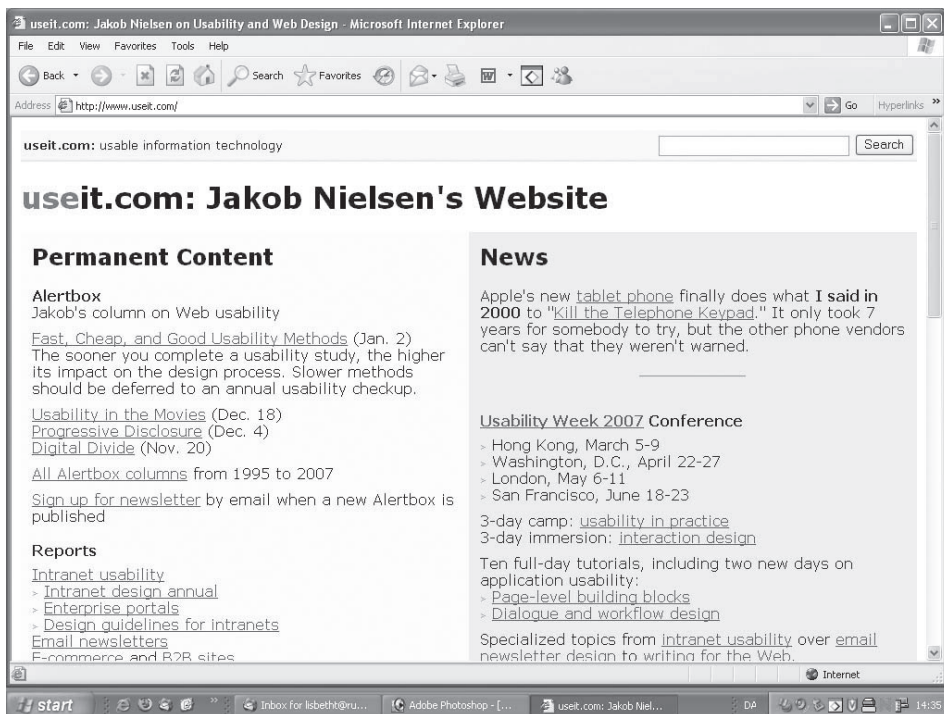 useit.com: Jakob Nielsen on Usability and Web Design - Microsoft Internet Explorer
File Edit View Favorites Tools Help
Back Search Favorites
Address http://www.useit.com/ Go Hyperlinks
useit.com: usable information technology Search
useit.com: Jakob Nielsen's Website
Permanent Content
Alertbox
Jakob's column on Web usability
Fast, Cheap, and Good Usability Methods (Jan. 2)
The sooner you complete a usability study, the higher
its impact on the design process. Slower methods
should be deferred to an annual usability checkup.
Usability in the Movies (Dec. 18)
Progressive Disclosure (Dec. 4)
Digital Divide (Nov. 20)
All Alertbox columns from 1995 to 2007
Sign up for newsletter by email when a new Alertbox is
published
Reports
Intranet usability
> Intranet design annual
> Enterprise portals
> Design guidelines for intranets
Email newsletters
E-commerce and B2B sites
News
Apple's new tablet phone finally does what I said in
2000 to "Kill the Telephone Keypad." It only took 7
years for somebody to try, but the other phone vendors
can't say that they weren't warned.
Usability Week 2007 Conference
> Hong Kong, March 5-9
> Washington, D.C., April 22-27
> London, May 6-11
> San Francisco, June 18-23
3-day camp: usability in practice
3-day immersion: interaction design
Ten full-day tutorials, including two new days on
application usability:
> Page-level building blocks
> Dialogue and workflow design
Specialized topics from intranet usability over email
newsletter design to writing for the Web.
Internet
start Inbox for lisbetht@ru... Adobe Photoshop - [... useit.com: Jakob Niel... DA 14:35